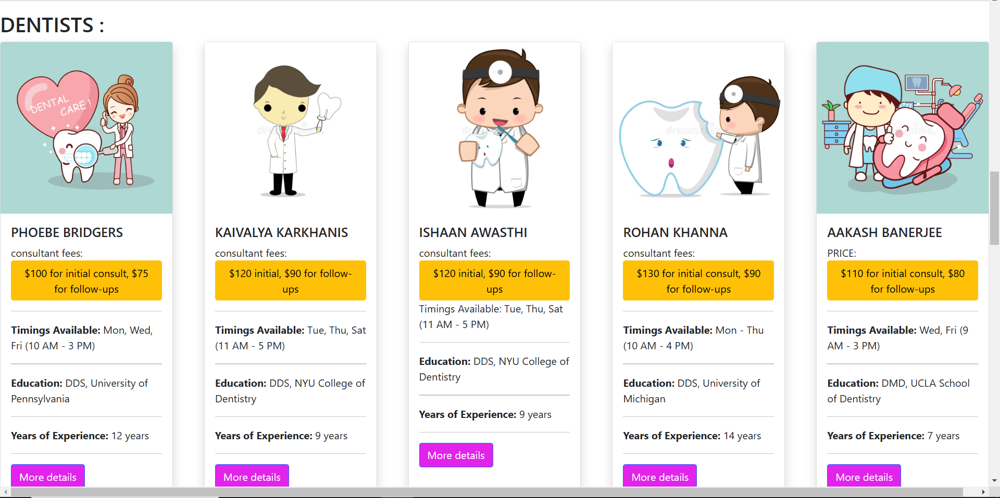 DENTISTS :
DENTAL
CARE !
PHOEBE BRIDGERS
consultant fees:
$100 for initial consult, $75
for follow-ups
Timings Available: Mon, Wed,
Fri (10 AM - 3 PM)
Education: DDS, University of
Pennsylvania
Years of Experience: 12 years
More details
KAIVALYA KARKHANIS
consultant fees:
$120 initial, $90 for follow-
ups
Timings Available: Tue, Thu, Sat
(11 AM - 5 PM)
Education: DDS, NYU College of
Dentistry
Years of Experience: 9 years
More details
ISHAAN AWASTHI
consultant fees:
$120 initial, $90 for follow-
ups
Timings Available: Tue, Thu, Sat
(11 AM - 5 PM)
Education: DDS, NYU College of
Dentistry
Years of Experience: 9 years
More details
ROHAN KHANNA
consultant fees:
$130 for initial consult, $90
for follow-ups
Timings Available: Mon - Thu
(10 AM - 4 PM)
Education: DDS, University of
Michigan
Years of Experience: 14 years
More details
AAKASH BANERJEE
PRICE:
$110 for initial consult, $80
for follow-ups
Timings Available: Wed, Fri (9
AM - 3 PM)
Education: DMD, UCLA School
of Dentistry
Years of Experience: 7 years
More details